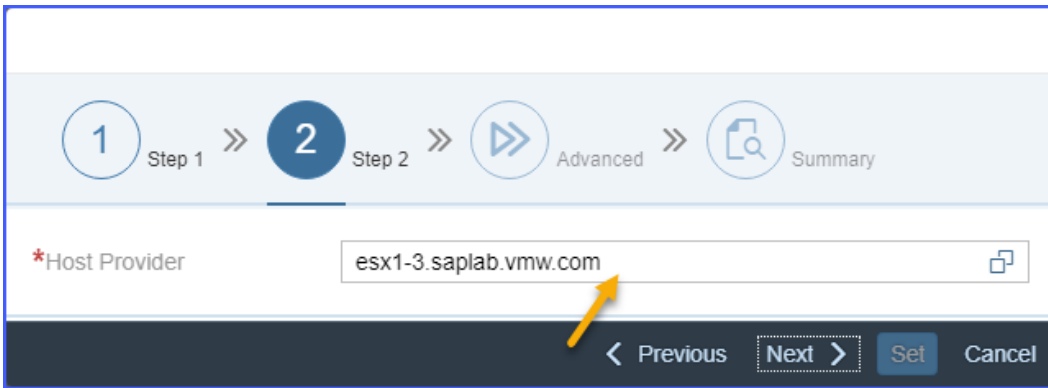 1 Step 1 2 Step 2 Advanced Summary
*Host Provider esx1-3.saplab.vmw.com
Previous Next Set Cancel